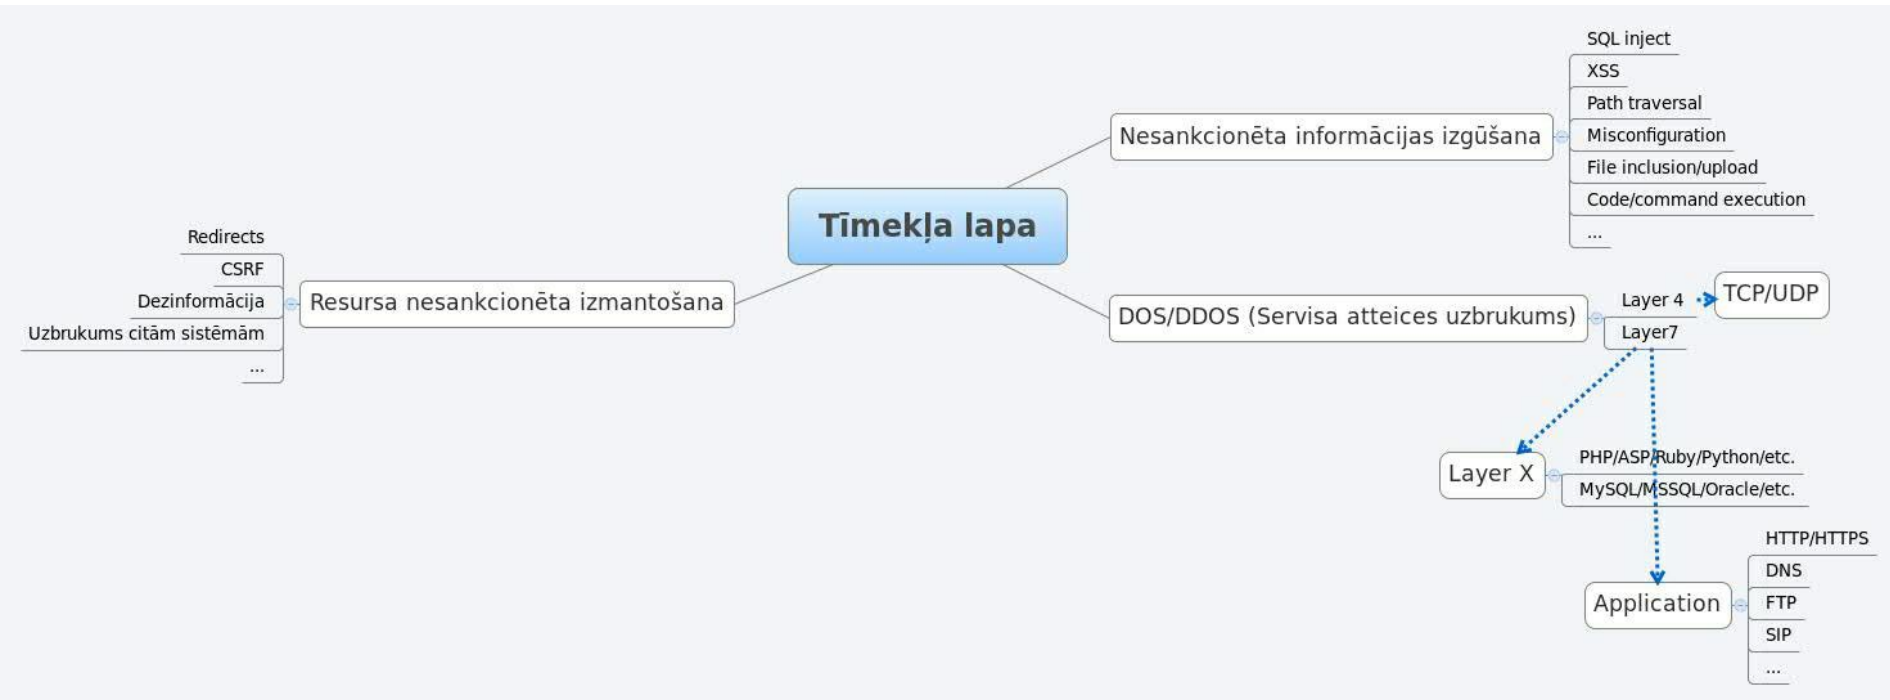 Tīmekļa lapa
Nesankcionēta informācijas izgūšana
SQL inject
XSS
Path traversal
Misconfiguration
File inclusion/upload
Code/command execution
...
DOS/DDOS (Servisa atteices uzbrukums)
Layer 4
TCP/UDP
Layer7
Layer X
PHP/ASP/Ruby/Python/etc.
MySQL/MSSQL/Oracle/etc.
Application
HTTP/HTTPS
DNS
FTP
SIP
...
Resursa nesankcionēta izmantošana
Redirects
CSRF
Dezinformācija
Uzbrukums citām sistēmām
...